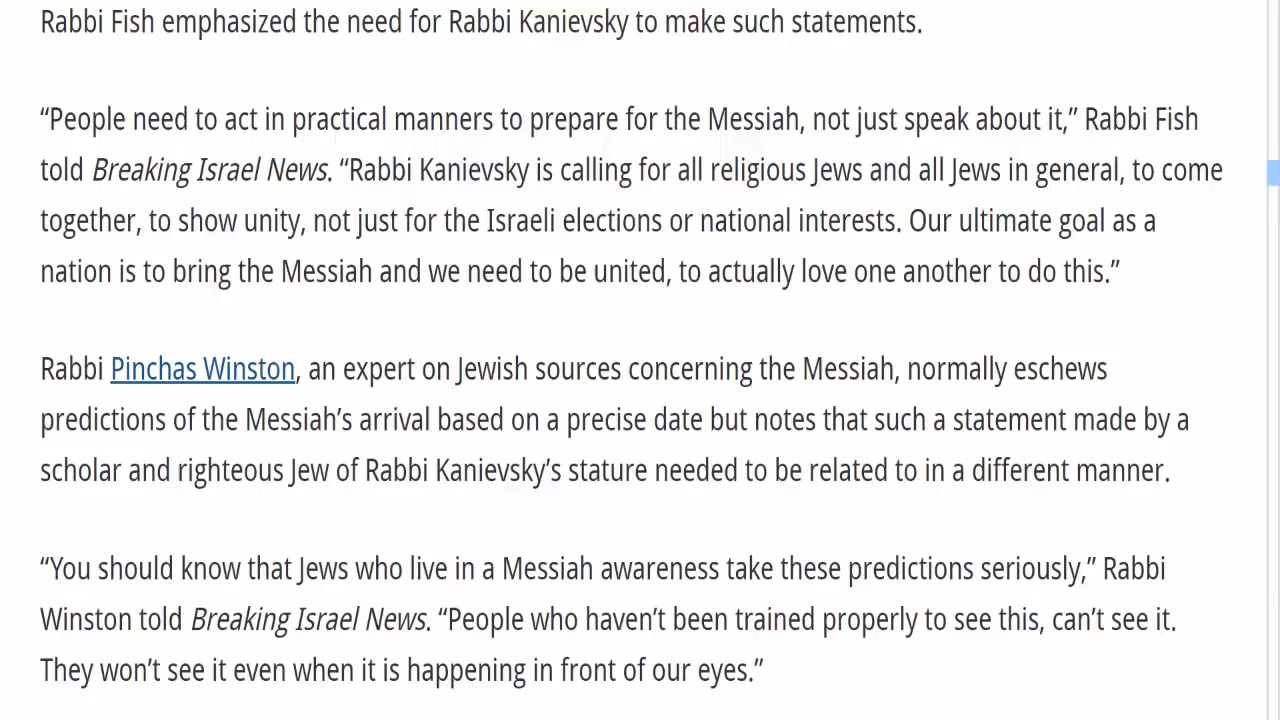 Rabbi Fish emphasized the need for Rabbi Kanievsky to make such statements.
“People need to act in practical manners to prepare for the Messiah, not just speak about it,” Rabbi Fish
told Breaking Israel News. “Rabbi Kanievsky is calling for all religious Jews and all Jews in general, to come
together, to show unity, not just for the Israeli elections or national interests. Our ultimate goal as a
nation is to bring the Messiah and we need to be united, to actually love one another to do this.”
Rabbi Pinchas Winston, an expert on Jewish sources concerning the Messiah, normally eschews
predictions of the Messiah’s arrival based on a precise date but notes that such a statement made by a
scholar and righteous Jew of Rabbi Kanievsky’s stature needed to be related to in a different manner.
“You should know that Jews who live in a Messiah awareness take these predictions seriously,” Rabbi
Winston told Breaking Israel News. “People who haven’t been trained properly to see this, can’t see it.
They won’t see it even when it is happening in front of our eyes.”